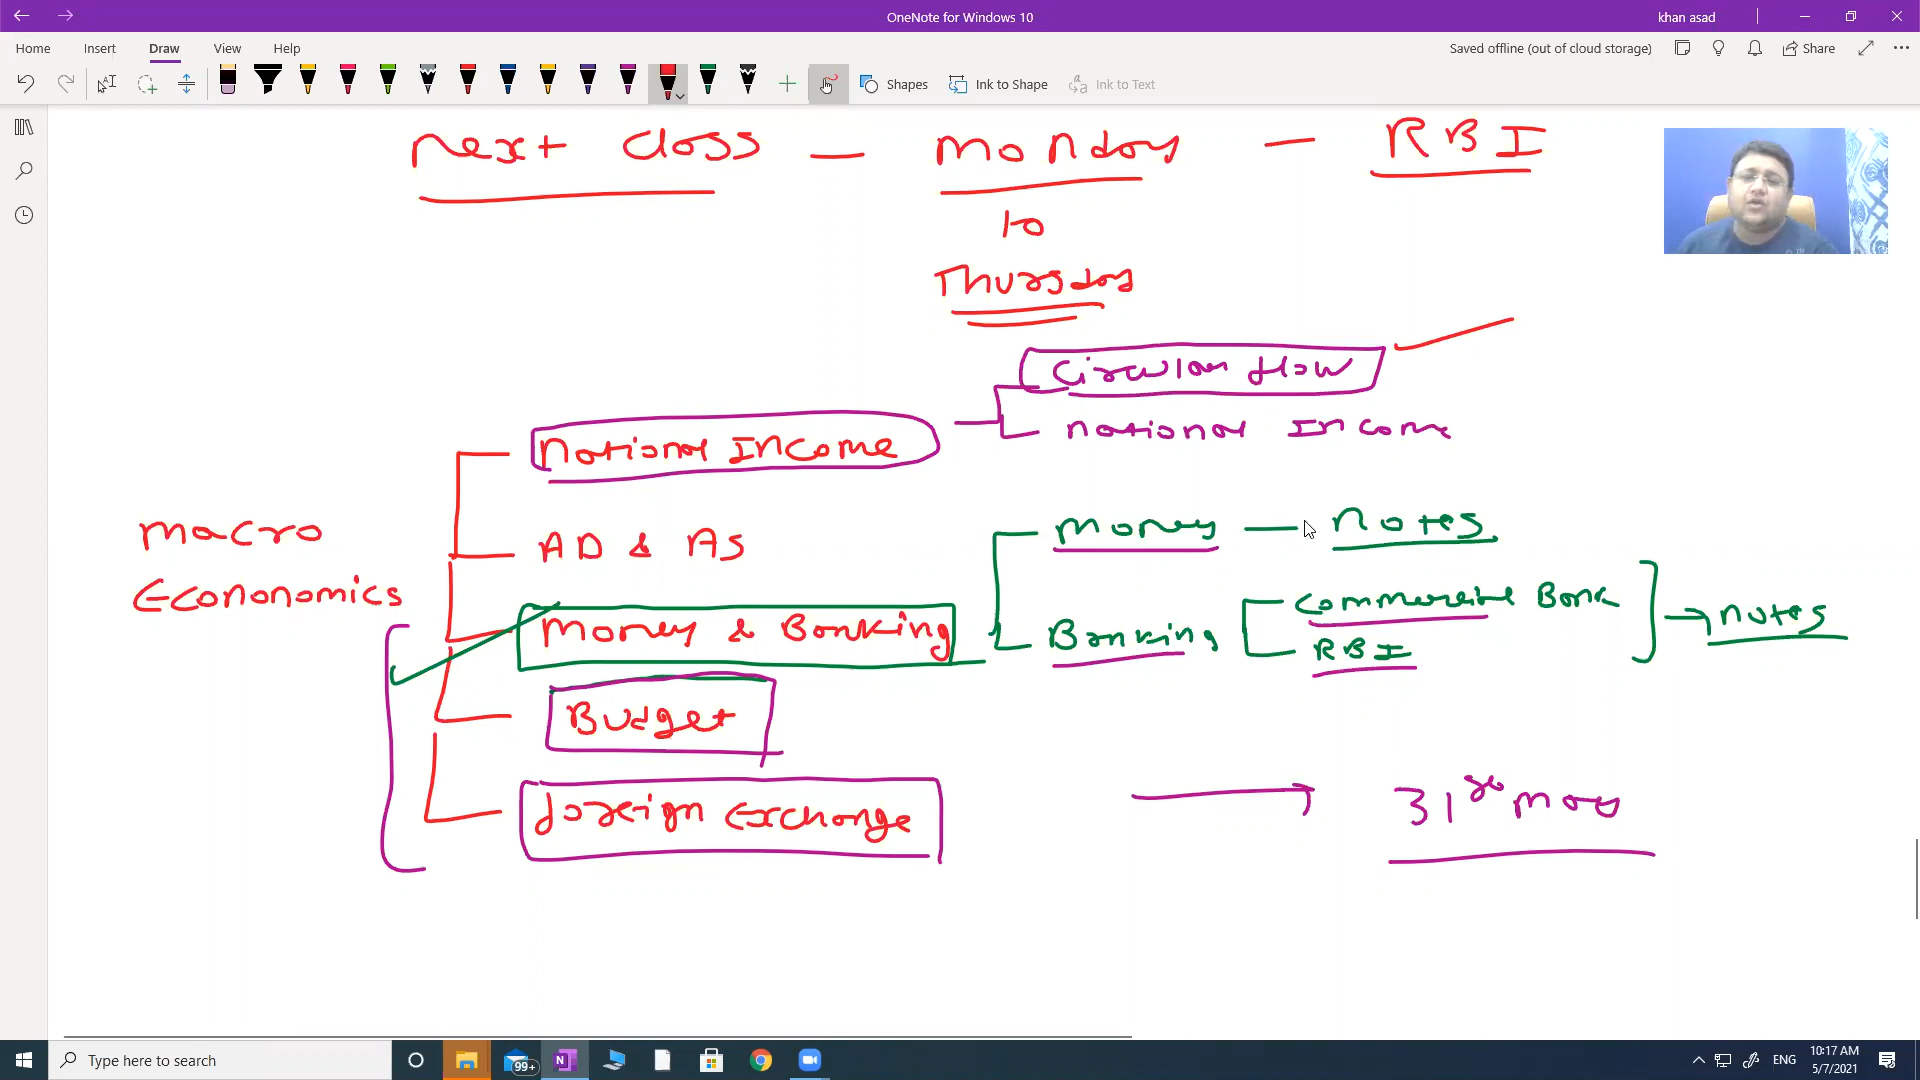 OneNote for Windows 10
khan asad
Home Insert Draw View Help
Saved offline (out of cloud storage)
Share
Shapes
Ink to Shape
Ink to Text
next class — Monday — RBI
to
Thursday
Circular flow
National Income
national Income
Macro
Econonomics
AD & AS
Money — Notes
Commercial Bank
Money & Banking
Banking
RBI
notes
Budget
foreign exchange
31st may
Type here to search
99+
ENG
10:17 AM
5/7/2021